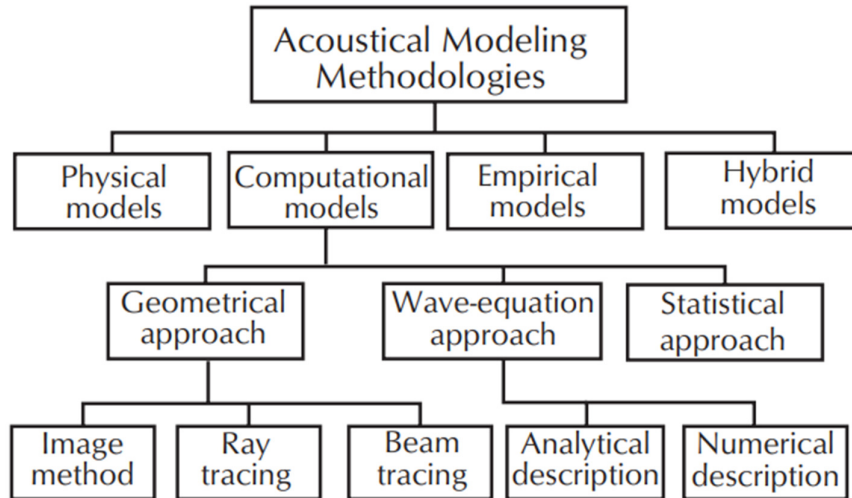 Acoustical Modeling
Methodologies
Physical
models
Computational
models
Empirical
models
Hybrid
models
Geometrical
approach
Wave-equation
approach
Statistical
approach
Image
method
Ray
tracing
Beam
tracing
Analytical
description
Numerical
description